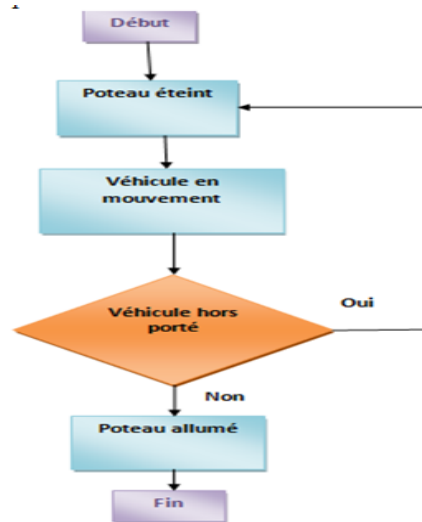 Début
Poteau éteint
Véhicule en
mouvement
Véhicule hors
porté
Oui
Non
Poteau allumé
Fin